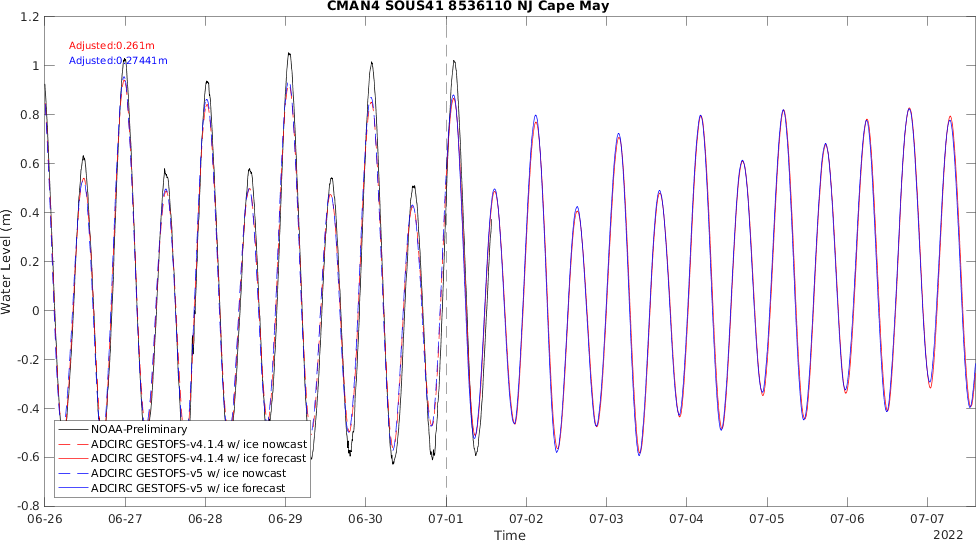 CMAN4 SOUS41 8536110 NJ Cape May
1.2
1
0.8
0.6
0.4
0.2
0
-0.2
-0.4
-0.6
-0.8
Water Level (m)
Adjusted:0.261m
Adjusted:0.27441m
NOAA-Preliminary
ADCIRC GESTOFS-v4.1.4 w/ ice nowcast
ADCIRC GESTOFS-v4.1.4 w/ ice forecast
ADCIRC GESTOFS-v5 w/ ice nowcast
ADCIRC GESTOFS-v5 w/ ice forecast
06-26 06-27 06-28 06-29 06-30 07-01 07-02 07-03 07-04 07-05 07-06 07-07
Time
2022